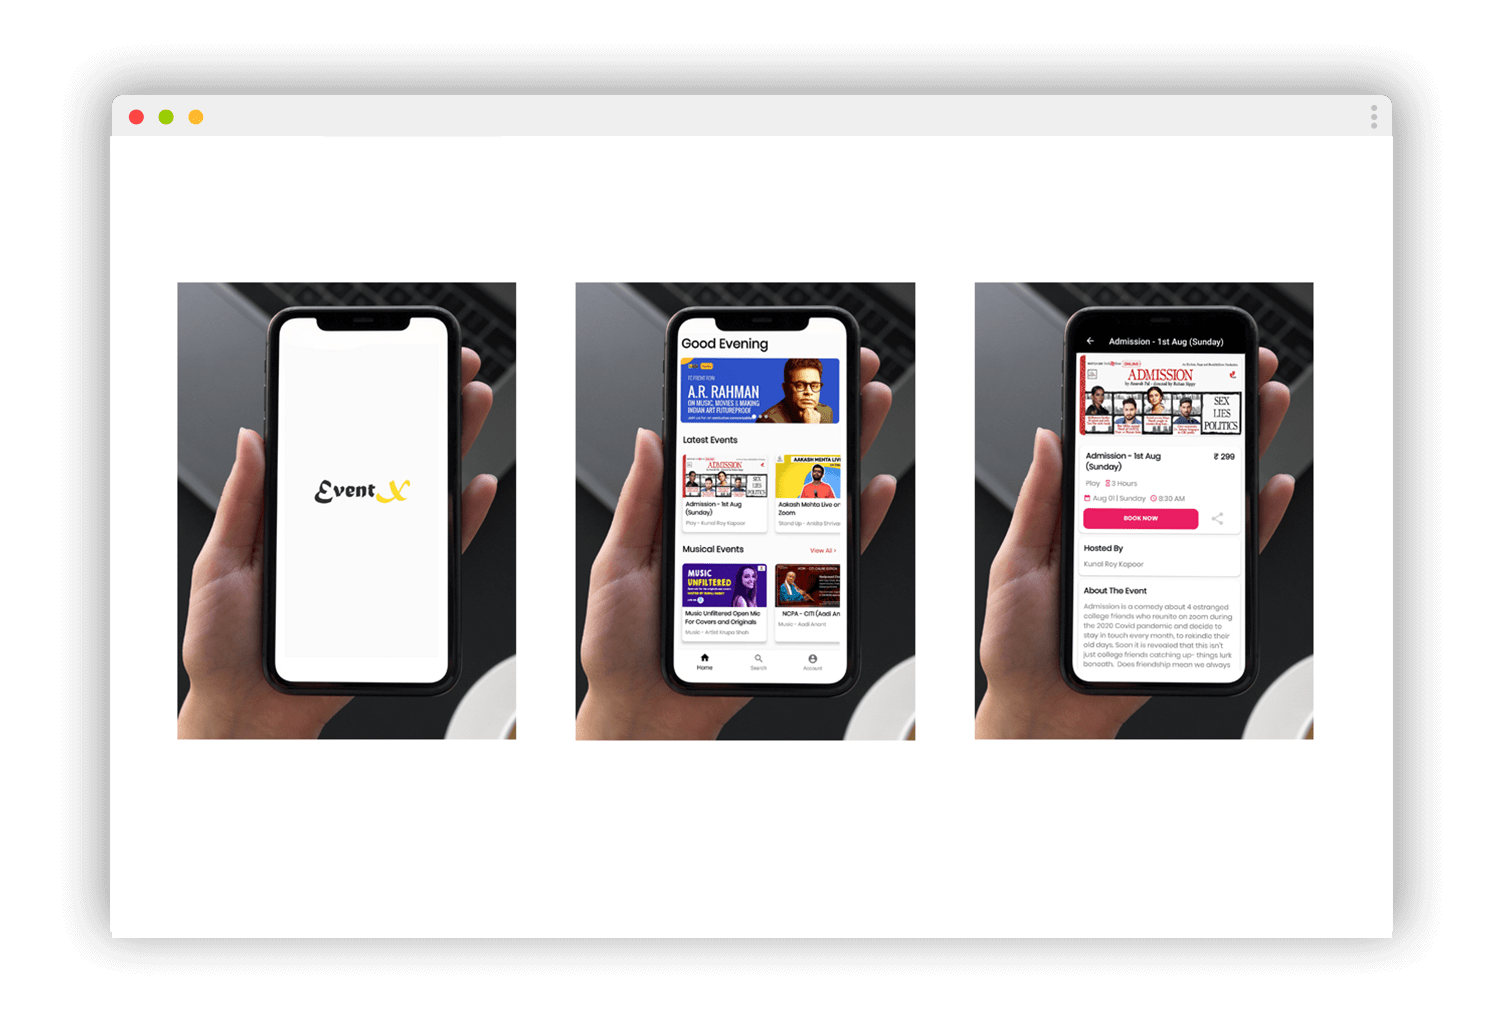 Event X
Good Evening
A.R. RAHMAN
ON MUSIC, MOVIES & MAKING
INDIAN ART FUTUREPROOF
Latest Events
ADMISSION
SEX
LIES
POLITICS
Admission - 1st Aug
(Sunday)
Play - Kunal Roy Kapoor
AAKASH MEHTA LIVE
Aakash Mehta Live on
Zoom
Stand Up - Ankita Shrivas
Musical Events
View All >
MUSIC
UNFILTERED
Music Unfiltered Open Mic
For Covers and Originals
Music - Artist Krupa Shah
NCPA - CITI (Aadi An
Music - Aadi Anant
Home
Search
Account
Admission - 1st Aug (Sunday)
ADMISSION
SEX
LIES
POLITICS
Admission - 1st Aug
(Sunday)
₹ 299
Play
3 Hours
Aug 01 | Sunday
8:30 AM
BOOK NOW
Hosted By
Kunal Roy Kapoor
About The Event
Admission is a comedy about 4 estranged
college friends who reunite on zoom during
the 2020 Covid pandemic and decide to
stay in touch every month, to rekindle their
old days. Soon it is revealed that this isn't
just college friends catching up- things lurk
beneath. Does friendship mean we always